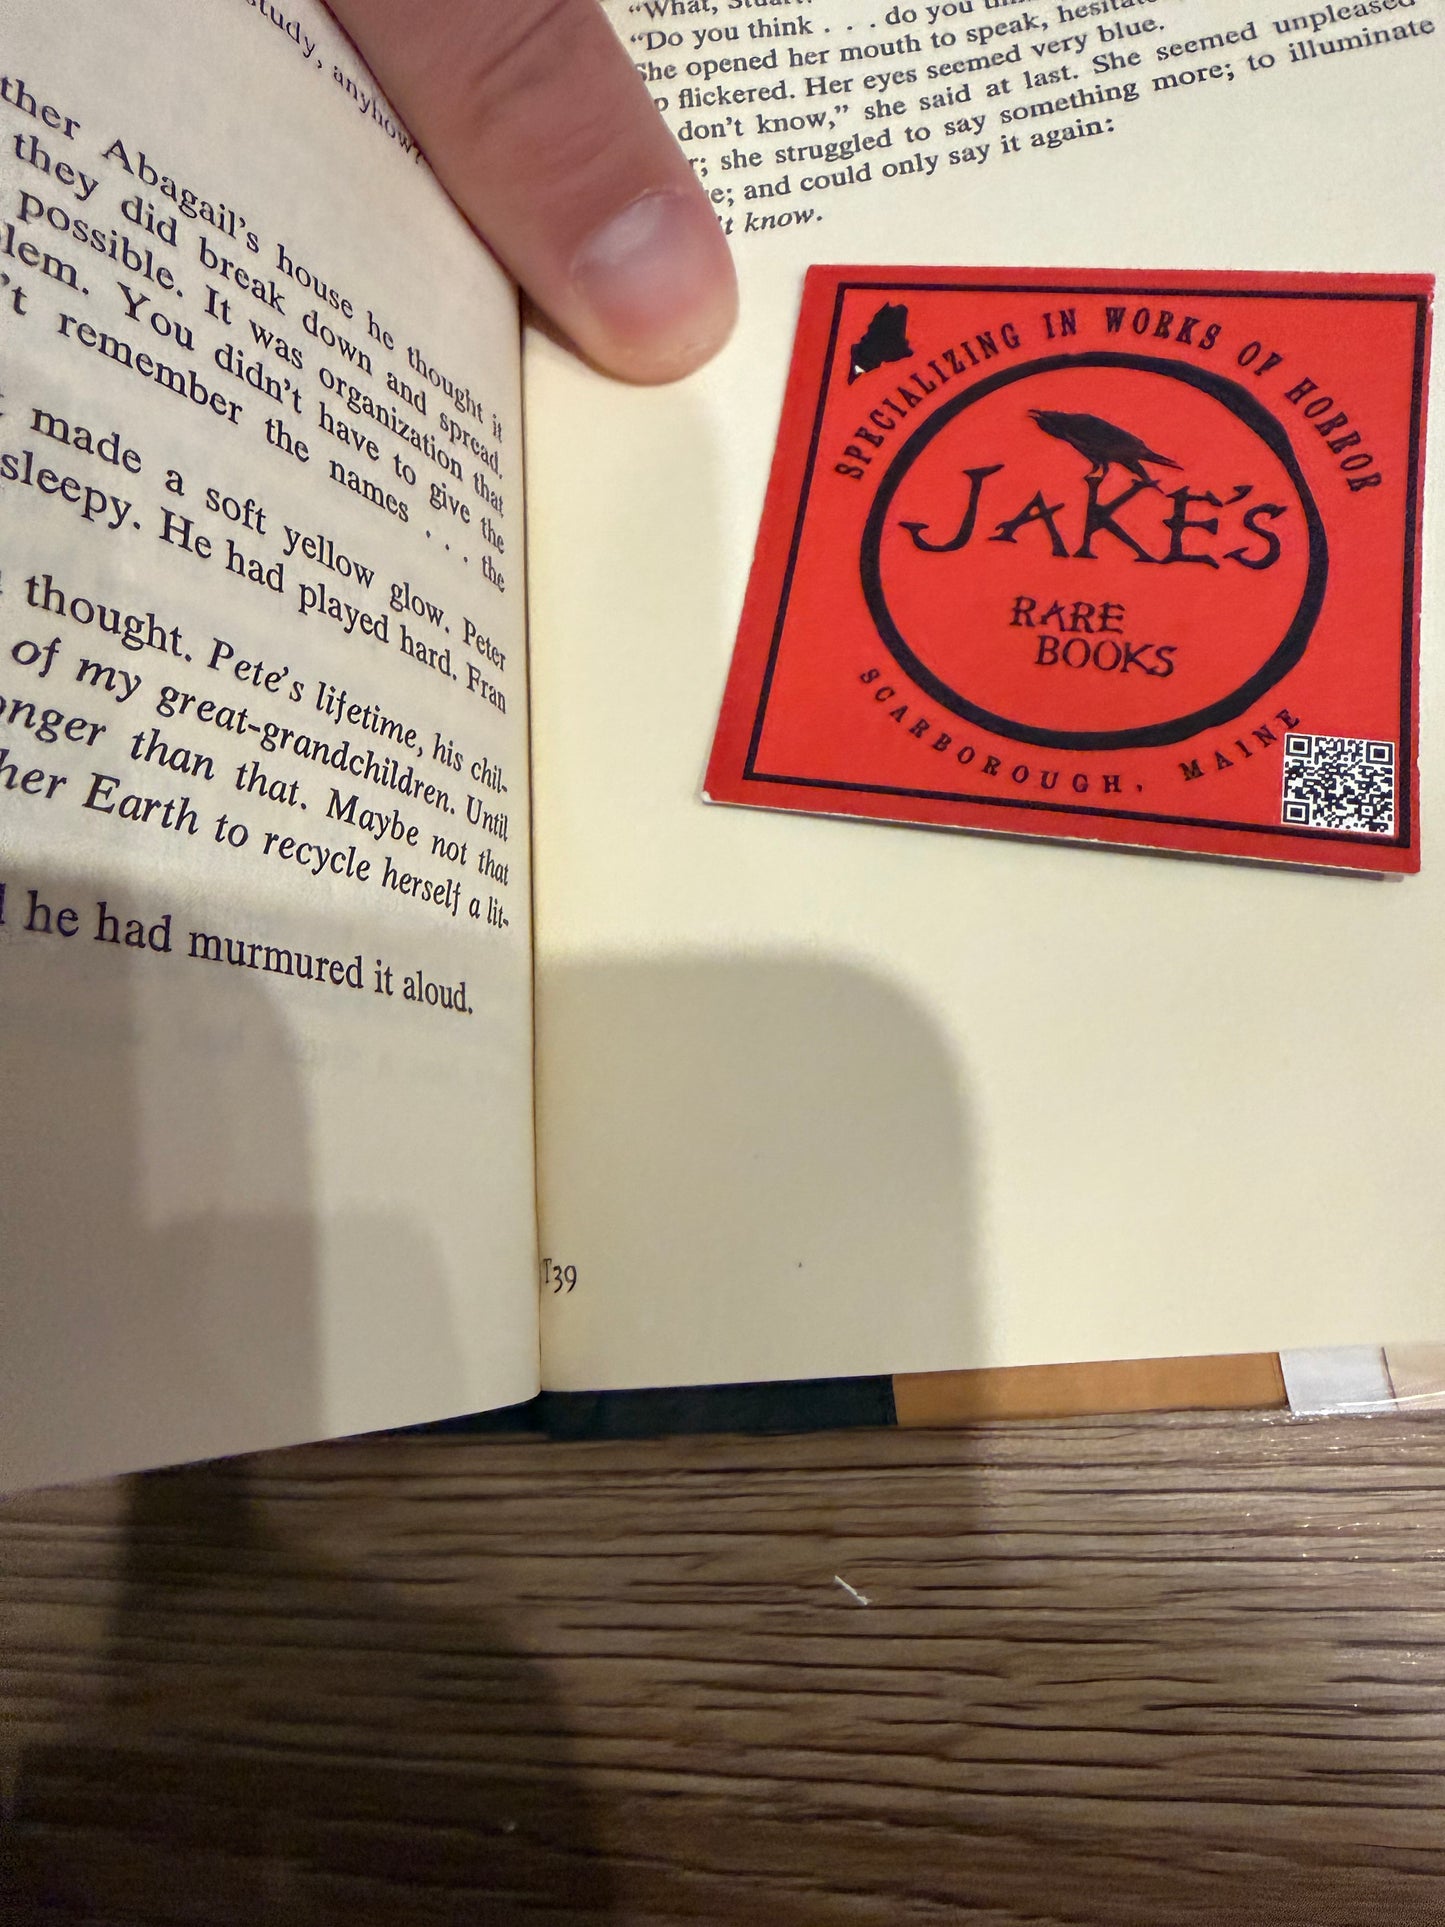 study, anyhow?
ther Abagail's house he thought it
they did break down and spread.
possible. It was organization that
lem. You didn't have to give the
't remember the names . . . the
made a soft yellow glow. Peter
sleepy. He had played hard. Fran
thought. Pete's lifetime, his chil-
of my great-grandchildren. Until
onger than that. Maybe not that
her Earth to recycle herself a lit-
he had murmured it aloud.
"What, Stuart?"
"Do you think . . . do you thin
She opened her mouth to speak, hesitate
p flickered. Her eyes seemed very blue.
don't know," she said at last. She seemed unpleased
r; she struggled to say something more; to illuminate
e; and could only say it again:
't know.
SPECIALIZING IN WORKS OF HORROR
JAKE'S
RARE
BOOKS
SCARBOROUGH, MAINE
T39